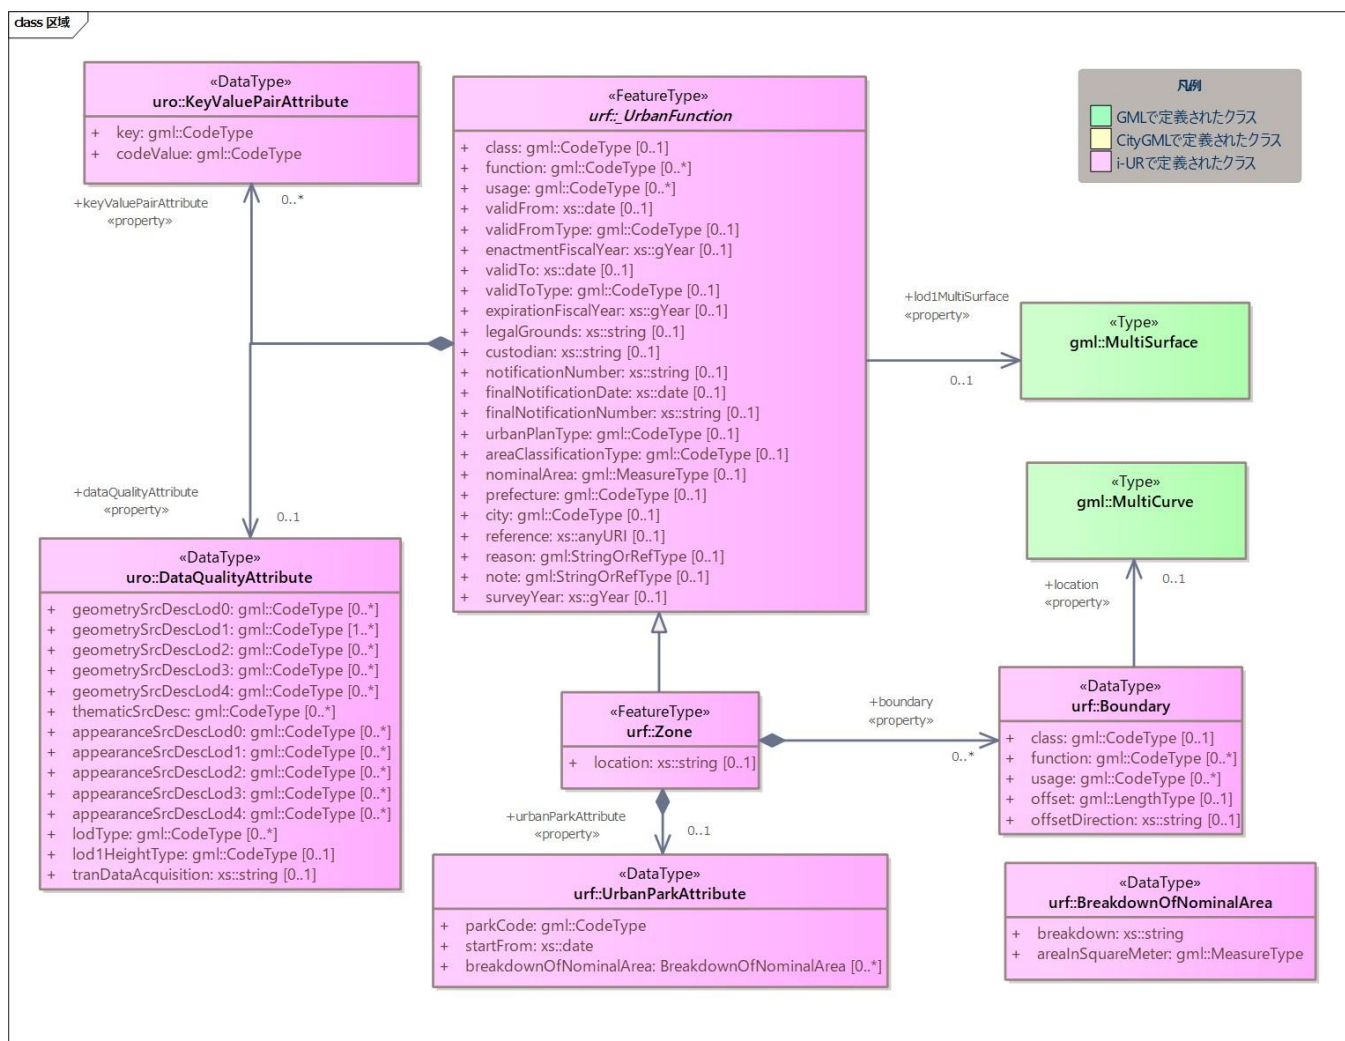 class 区域
«DataType»
uro::KeyValuePairAttribute
+ key: gml::CodeType
+ codeValue: gml::CodeType
+keyValuePairAttribute
«property»
0..*
«FeatureType»
urf::_UrbanFunction
+ class: gml::CodeType [0..1]
+ function: gml::CodeType [0..*]
+ usage: gml::CodeType [0..*]
+ validFrom: xs::date [0..1]
+ validFromType: gml::CodeType [0..1]
+ enactmentFiscalYear: xs::gYear [0..1]
+ validTo: xs::date [0..1]
+ validToType: gml::CodeType [0..1]
+ expirationFiscalYear: xs::gYear [0..1]
+ legalGrounds: xs::string [0..1]
+ custodian: xs::string [0..1]
+ notificationNumber: xs::string [0..1]
+ finalNotificationDate: xs::date [0..1]
+ finalNotificationNumber: xs::string [0..1]
+ urbanPlanType: gml::CodeType [0..1]
+ areaClassificationType: gml::CodeType [0..1]
+ nominalArea: gml::MeasureType [0..1]
+ prefecture: gml::CodeType [0..1]
+ city: gml::CodeType [0..1]
+ reference: xs::anyURI [0..1]
+ reason: gml:StringOrRefType [0..1]
+ note: gml:StringOrRefType [0..1]
+ surveyYear: xs::gYear [0..1]
凡例
GMLで定義されたクラス
CityGMLで定義されたクラス
i-URで定義されたクラス
+lod1MultiSurface
«property»
0..1
«Type»
gml::MultiSurface
«Type»
gml::MultiCurve
+location
«property»
0..1
+dataQualityAttribute
«property»
0..1
«DataType»
uro::DataQualityAttribute
+ geometrySrcDescLod0: gml::CodeType [0..*]
+ geometrySrcDescLod1: gml::CodeType [1..*]
+ geometrySrcDescLod2: gml::CodeType [0..*]
+ geometrySrcDescLod3: gml::CodeType [0..*]
+ geometrySrcDescLod4: gml::CodeType [0..*]
+ thematicSrcDesc: gml::CodeType [0..*]
+ appearanceSrcDescLod0: gml::CodeType [0..*]
+ appearanceSrcDescLod1: gml::CodeType [0..*]
+ appearanceSrcDescLod2: gml::CodeType [0..*]
+ appearanceSrcDescLod3: gml::CodeType [0..*]
+ appearanceSrcDescLod4: gml::CodeType [0..*]
+ lodType: gml::CodeType [0..*]
+ lod1HeightType: gml::CodeType [0..1]
+ tranDataAcquisition: xs::string [0..1]
«FeatureType»
urf::Zone
+ location: xs::string [0..1]
+boundary
«property»
0..*
«DataType»
urf::Boundary
+ class: gml::CodeType [0..1]
+ function: gml::CodeType [0..*]
+ usage: gml::CodeType [0..*]
+ offset: gml::LengthType [0..1]
+ offsetDirection: xs::string [0..1]
+urbanParkAttribute
«property»
0..1
«DataType»
urf::UrbanParkAttribute
+ parkCode: gml::CodeType
+ startFrom: xs::date
+ breakdownOfNominalArea: BreakdownOfNominalArea [0..*]
«DataType»
urf::BreakdownOfNominalArea
+ breakdown: xs::string
+ areaInSquareMeter: gml::MeasureType